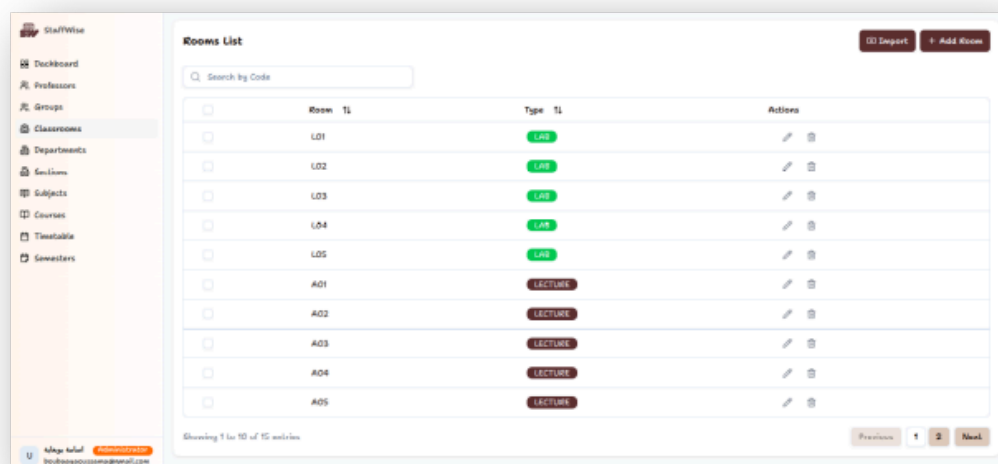 StaffWise
Dashboard
Professors
Groups
Classrooms
Departments
Sections
Subjects
Courses
Timetable
Semesters
U
Administrator
Rooms List
Import
+ Add Room
Search by Code
Room Type Actions
L01 LAB
L02 LAB
L03 LAB
L04 LAB
L05 LAB
A01 LECTURE
A02 LECTURE
A03 LECTURE
A04 LECTURE
A05 LECTURE
Showing 1 to 10 of 15 entries
Previous 1 2 Next